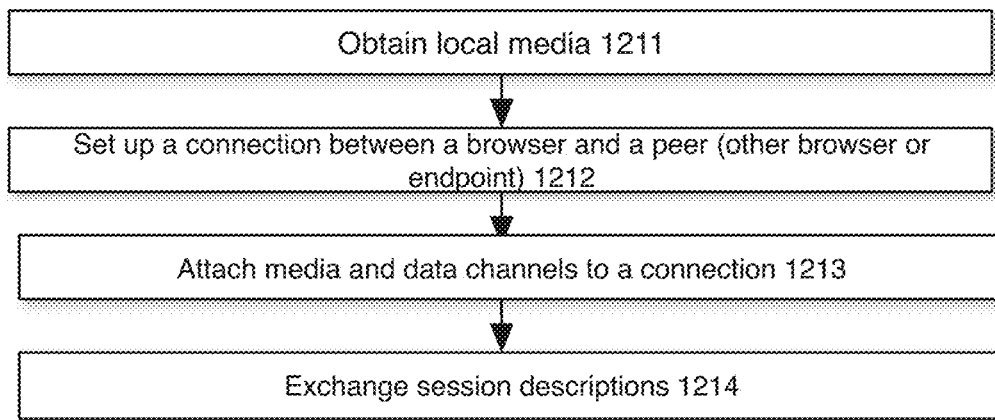 Obtain local media 1211
Set up a connection between a browser and a peer (other browser or
endpoint) 1212
Attach media and data channels to a connection 1213
Exchange session descriptions 1214